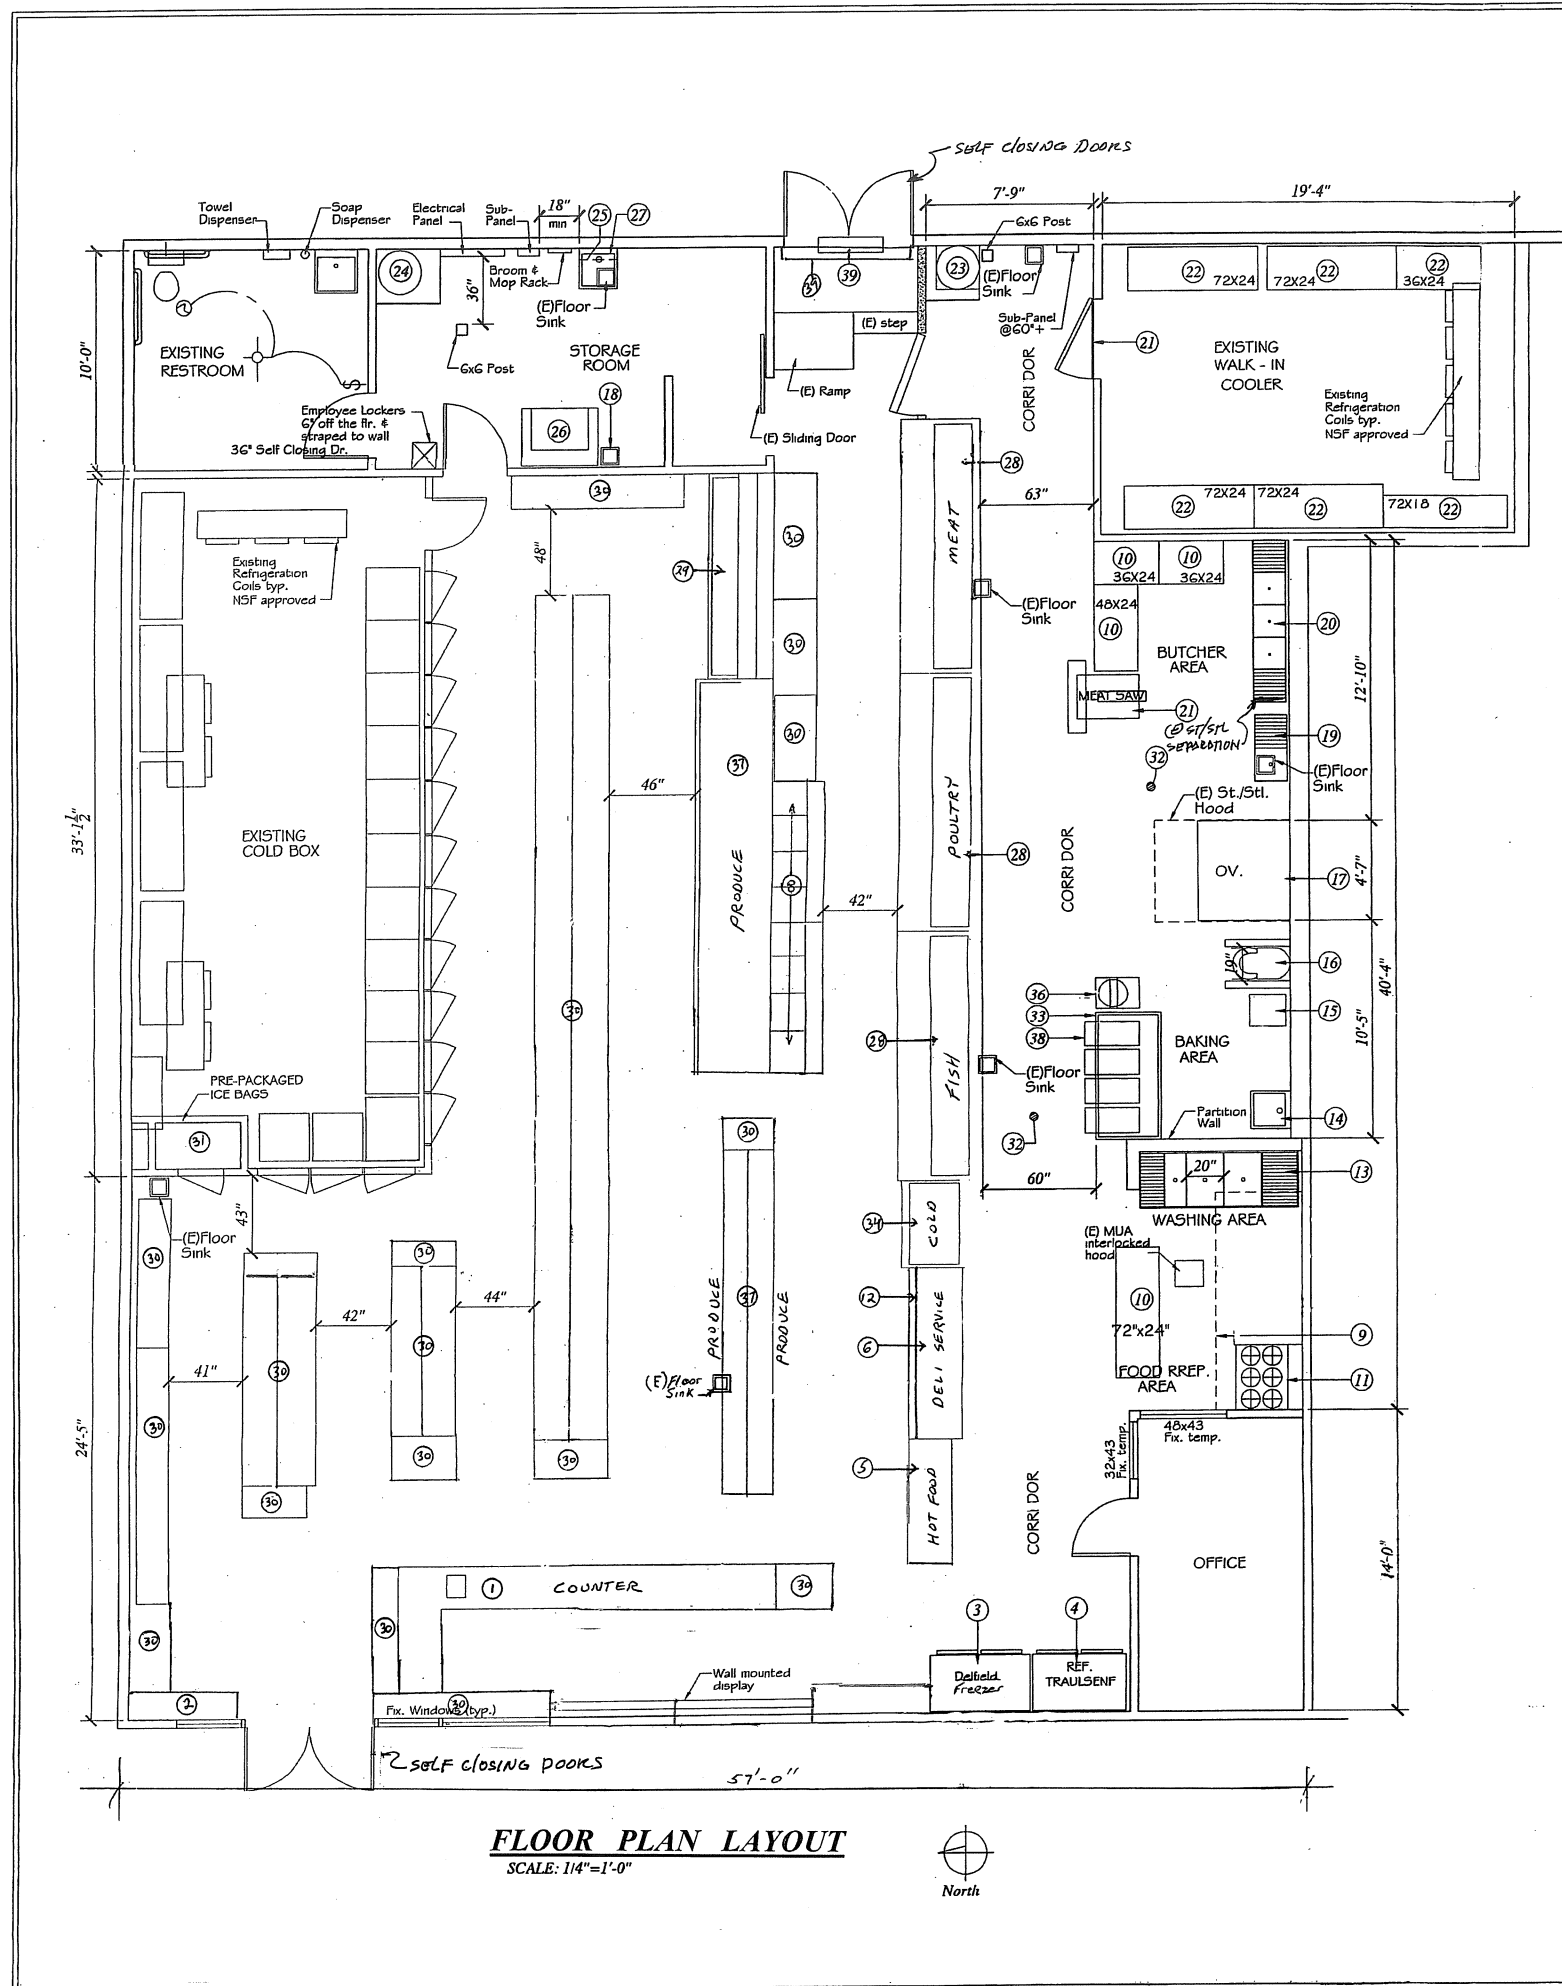 SELF CLOSING DOORS
7'-9"
19'-4"
Towel
Dispenser
Soap
Dispenser
Electrical
Panel
Sub-
Panel
18"
min
25
27
6x6 Post
24
Broom &
Mop Rack
36"
(E)Floor
Sink
39
39
23
(E)Floor
Sink
Sub-Panel
@60"+
22
72X24
72X24
22
22
36X24
10'-0"
EXISTING
RESTROOM
6x6 Post
STORAGE
ROOM
(E) step
(E) Ramp
CORRIDOR
21
EXISTING
WALK - IN
COOLER
Existing
Refrigeration
Coils typ.
NSF approved
Employee Lockers
6" off the flr. &
straped to wall
36" Self Closing Dr.
18
26
(E) Sliding Door
28
63"
MEAT
72X24
22
72X24
22
72X18
22
30
48"
Existing
Refrigeration
Coils typ.
NSF approved
29
30
10
36X24
10
36X24
(E)Floor
Sink
48X24
10
20
BUTCHER
AREA
30
12'-10"
MEAT SAW
21
(E) ST/STL
SEPARATION
19
30
37
32
(E)Floor
Sink
46"
(E) St./Stl.
Hood
33'-1 1/2"
EXISTING
COLD BOX
POULTRY
28
CORRIDOR
OV.
17
4'-7"
PRODUCE
8
42"
19"
16
40'-4"
36
33
38
15
30
28
10'-5"
BAKING
AREA
FISH
(E)Floor
Sink
PRE-PACKAGED
ICE BAGS
31
30
32
Partition
Wall
14
60"
20"
13
43"
34
COLD
WASHING AREA
(E)Floor
Sink
30
30
(E) MUA
interlocked
hood
44"
PRODUCE
37
PRODUCE
12
10
42"
72"x24"
9
30
30
6
DELI SERVICE
41"
FOOD RREP.
AREA
11
(E)Floor
Sink
24'-5"
30
48x43
Fix. temp.
32x43
Fix. temp.
30
30
5
30
HOT FOOD
CORRIDOR
OFFICE
14'-0"
1
COUNTER
30
30
30
3
4
Wall mounted
display
Delfield
Frezzer
REF.
TRAULSENF
2
Fix. Windows (typ.)
30
SELF CLOSING DOORS
57'-0"
FLOOR PLAN LAYOUT
SCALE: 1/4"=1'-0"
North